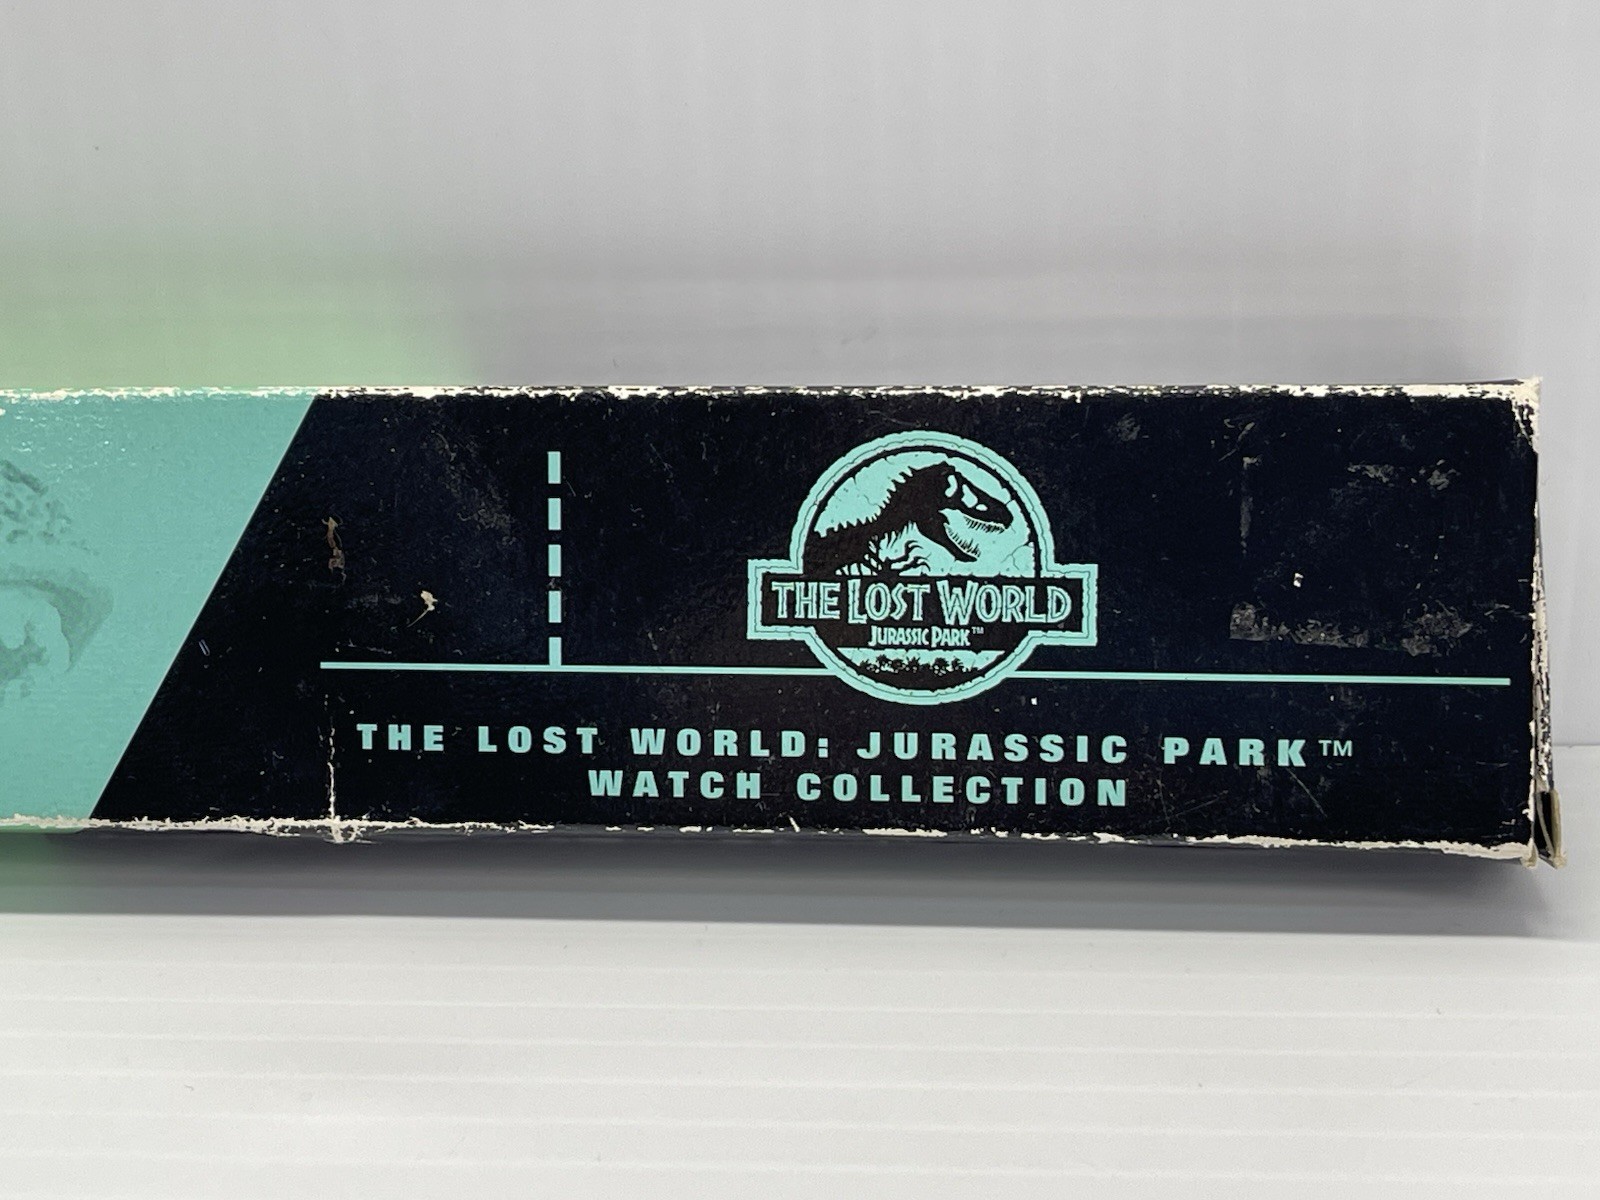 THE LOST WORLD
JURASSIC PARK™
THE LOST WORLD: JURASSIC PARK™
WATCH COLLECTION